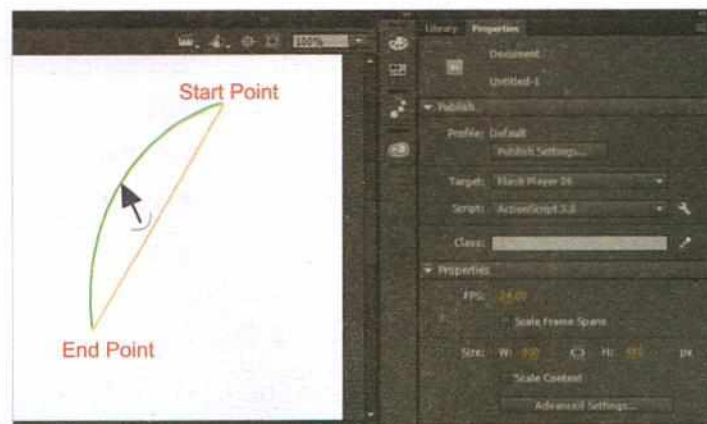 100%
Start Point
End Point
Library Properties
Document
Untitled-1
Publish
Profile: Default
Publish Settings...
Target: Flash Player 26
Script: ActionScript 3.0
Class:
Properties
FPS: 24.00
Scale Frame Spans
Size: W: H: px
Scale Content
Advanced Settings...